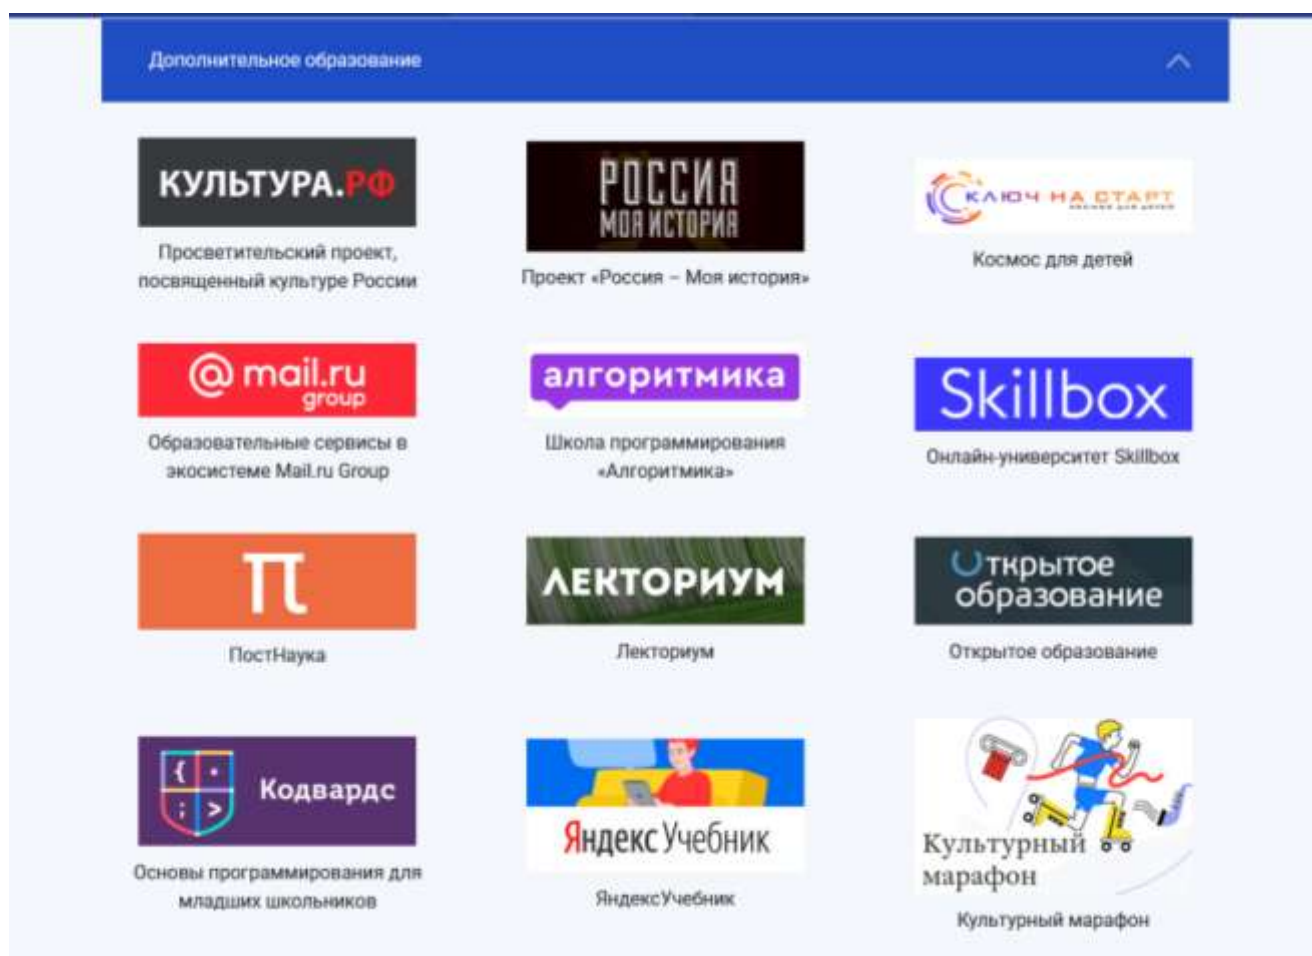 Дополнительное образование
КУЛЬТУРА.РФ
Просветительский проект,
посвященный культуре России
РОССИЯ
МОЯ ИСТОРИЯ
Проект «Россия – Моя история»
КЛЮЧ НА СТАРТ
КОСМОС ДЛЯ ДЕТЕЙ
Космос для детей
@mail.ru
group
Образовательные сервисы в
экосистеме Mail.ru Group
алгоритмика
Школа программирования
«Алгоритмика»
Skillbox
Онлайн-университет Skillbox
π
ПостНаука
ЛЕКТОРИУМ
Лекториум
Открытое
образование
Открытое образование
{ · ; >
Кодвардс
Основы программирования для
младших школьников
Яндекс Учебник
ЯндексУчебник
Культурный
марафон
Культурный марафон